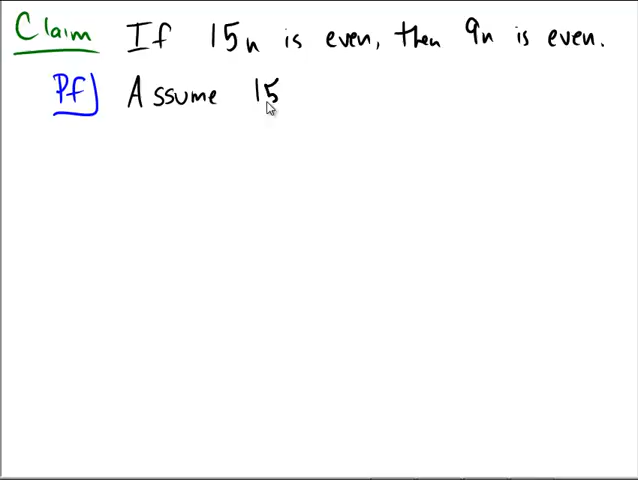 Claim If 15n is even, then 9n is even.
Pf) Assume 15